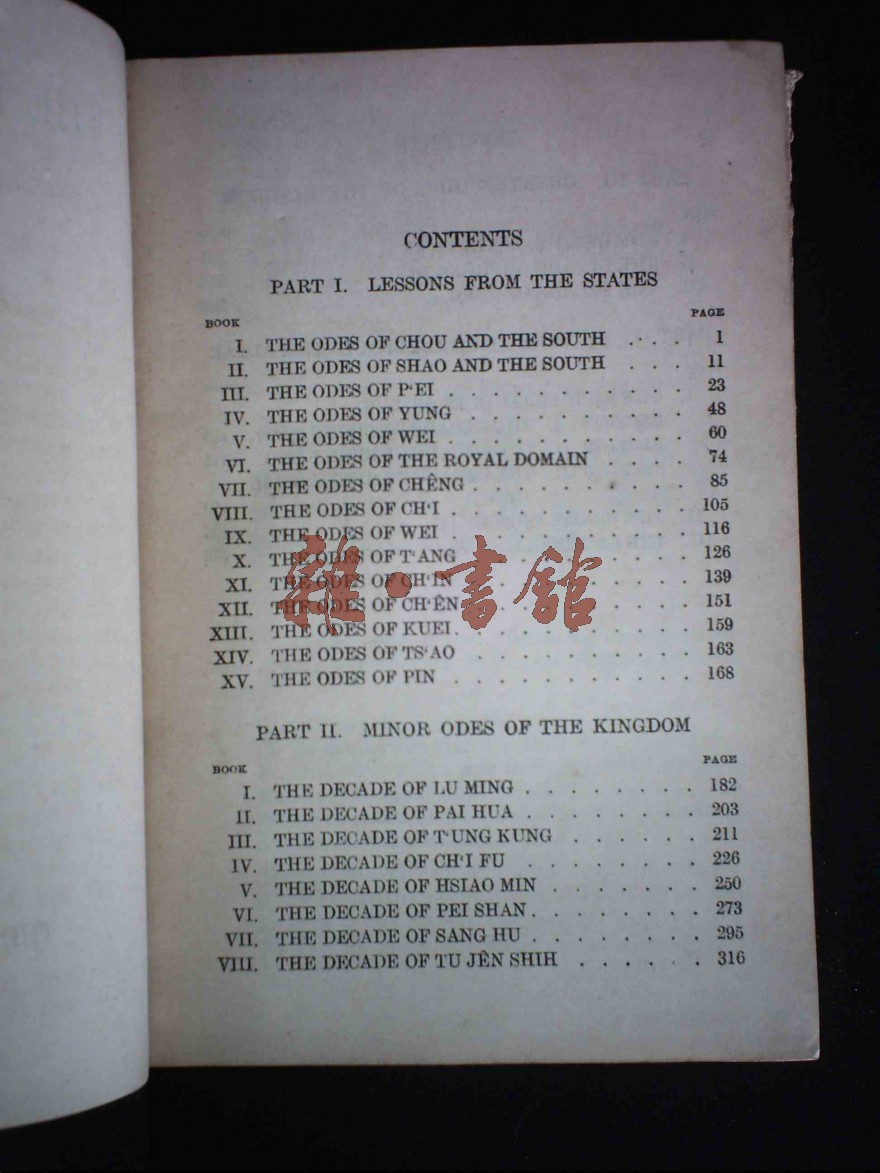 CONTENTS
PART I. LESSONS FROM THE STATES
BOOK PAGE
I. THE ODES OF CHOU AND THE SOUTH . . . 1
II. THE ODES OF SHAO AND THE SOUTH . . . 11
III. THE ODES OF P‘EI . . . . . . . . . . . 23
IV. THE ODES OF YUNG . . . . . . . . . . 48
V. THE ODES OF WEI . . . . . . . . . . . 60
VI. THE ODES OF THE ROYAL DOMAIN . . . . 74
VII. THE ODES OF CHÊNG . . . . . . . . . . 85
VIII. THE ODES OF CH‘I . . . . . . . . . . . 105
IX. THE ODES OF WEI . . . . . . . . . . . 116
X. THE ODES OF T‘ANG . . . . . . . . . . 126
XI. THE ODES OF CH‘IN . . . . . . . . . . 139
XII. THE ODES OF CH‘ÊN . . . . . . . . . . 151
XIII. THE ODES OF KUEI . . . . . . . . . . 159
XIV. THE ODES OF TS‘AO . . . . . . . . . . 163
XV. THE ODES OF PIN . . . . . . . . . . . 168
雜·書館
PART II. MINOR ODES OF THE KINGDOM
BOOK PAGE
I. THE DECADE OF LU MING . . . . . . . . 182
II. THE DECADE OF PAI HUA . . . . . . . . 203
III. THE DECADE OF T‘UNG KUNG . . . . . . 211
IV. THE DECADE OF CH‘I FU . . . . . . . . 226
V. THE DECADE OF HSIAO MIN . . . . . . . 250
VI. THE DECADE OF PEI SHAN . . . . . . . 273
VII. THE DECADE OF SANG HU . . . . . . . . 295
VIII. THE DECADE OF TU JÊN SHIH . . . . . . 316